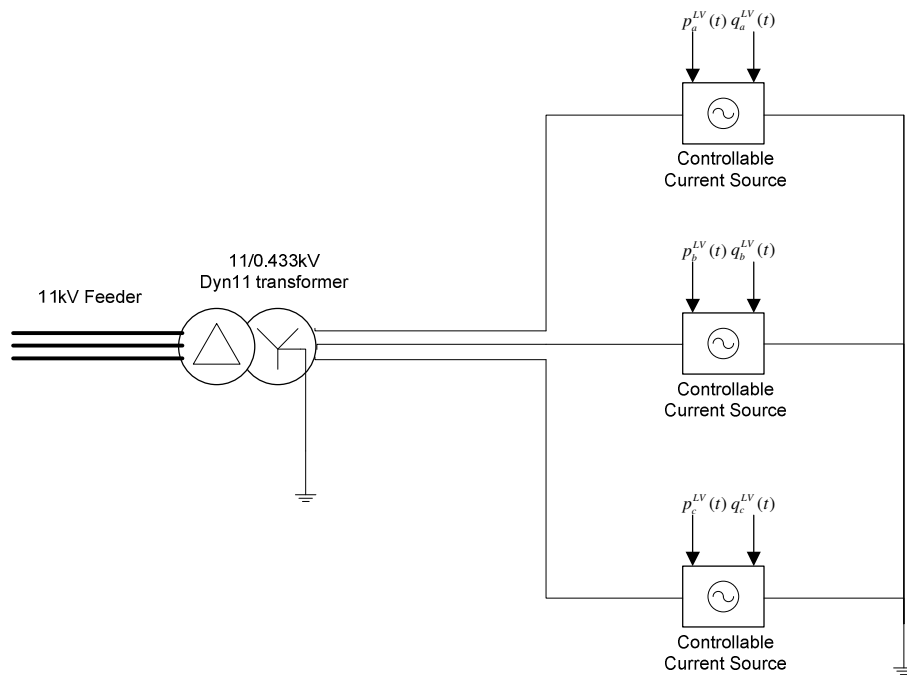 p_a^{LV}(t) q_a^{LV}(t)
Controllable
Current Source
p_b^{LV}(t) q_b^{LV}(t)
11/0.433kV
Dyn11 transformer
11kV Feeder
Controllable
Current Source
p_c^{LV}(t) q_c^{LV}(t)
Controllable
Current Source